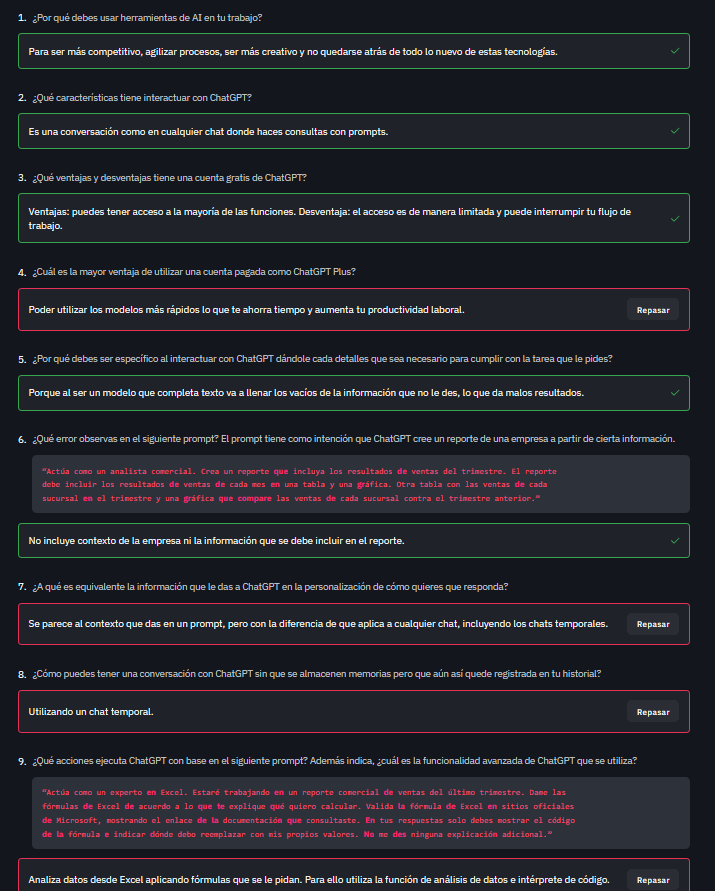 1. ¿Por qué debes usar herramientas de AI en tu trabajo?
Para ser más competitivo, agilizar procesos, ser más creativo y no quedarse atrás de todo lo nuevo de estas tecnologías.
2. ¿Qué características tiene interactuar con ChatGPT?
Es una conversación como en cualquier chat donde haces consultas con prompts.
3. ¿Qué ventajas y desventajas tiene una cuenta gratis de ChatGPT?
Ventajas: puedes tener acceso a la mayoría de las funciones. Desventaja: el acceso es de manera limitada y puede interrumpir tu flujo de
trabajo.
4. ¿Cuál es la mayor ventaja de utilizar una cuenta pagada como ChatGPT Plus?
Poder utilizar los modelos más rápidos lo que te ahorra tiempo y aumenta tu productividad laboral. Repasar
5. ¿Por qué debes ser específico al interactuar con ChatGPT dándole cada detalles que sea necesario para cumplir con la tarea que le pides?
Porque al ser un modelo que completa texto va a llenar los vacíos de la información que no le des, lo que da malos resultados.
6. ¿Qué error observas en el siguiente prompt? El prompt tiene como intención que ChatGPT cree un reporte de una empresa a partir de cierta información.
"Actúa como un analista comercial. Crea un reporte que incluya los resultados de ventas del trimestre. El reporte
debe incluir los resultados de ventas de cada mes en una tabla y una gráfica. Otra tabla con las ventas de cada
sucursal en el trimestre y una gráfica que compare las ventas de cada sucursal contra el trimestre anterior."
No incluye contexto de la empresa ni la información que se debe incluir en el reporte.
7. ¿A qué es equivalente la información que le das a ChatGPT en la personalización de cómo quieres que responda?
Se parece al contexto que das en un prompt, pero con la diferencia de que aplica a cualquier chat, incluyendo los chats temporales. Repasar
8. ¿Cómo puedes tener una conversación con ChatGPT sin que se almacenen memorias pero que aún así quede registrada en tu historial?
Utilizando un chat temporal. Repasar
9. ¿Qué acciones ejecuta ChatGPT con base en el siguiente prompt? Además indica, ¿cuál es la funcionalidad avanzada de ChatGPT que se utiliza?
"Actúa como un experto en Excel. Estaré trabajando en un reporte comercial de ventas del último trimestre. Dame las
fórmulas de Excel de acuerdo a lo que te explique qué quiero calcular. Valida la fórmula de Excel en sitios oficiales
de Microsoft, mostrando el enlace de la documentación que consultaste. En tus respuestas solo debes mostrar el código
de la fórmula e indicar dónde debo reemplazar con mis propios valores. No me des ninguna explicación adicional."
Analiza datos desde Excel aplicando fórmulas que se le pidan. Para ello utiliza la función de análisis de datos e intérprete de código. Repasar